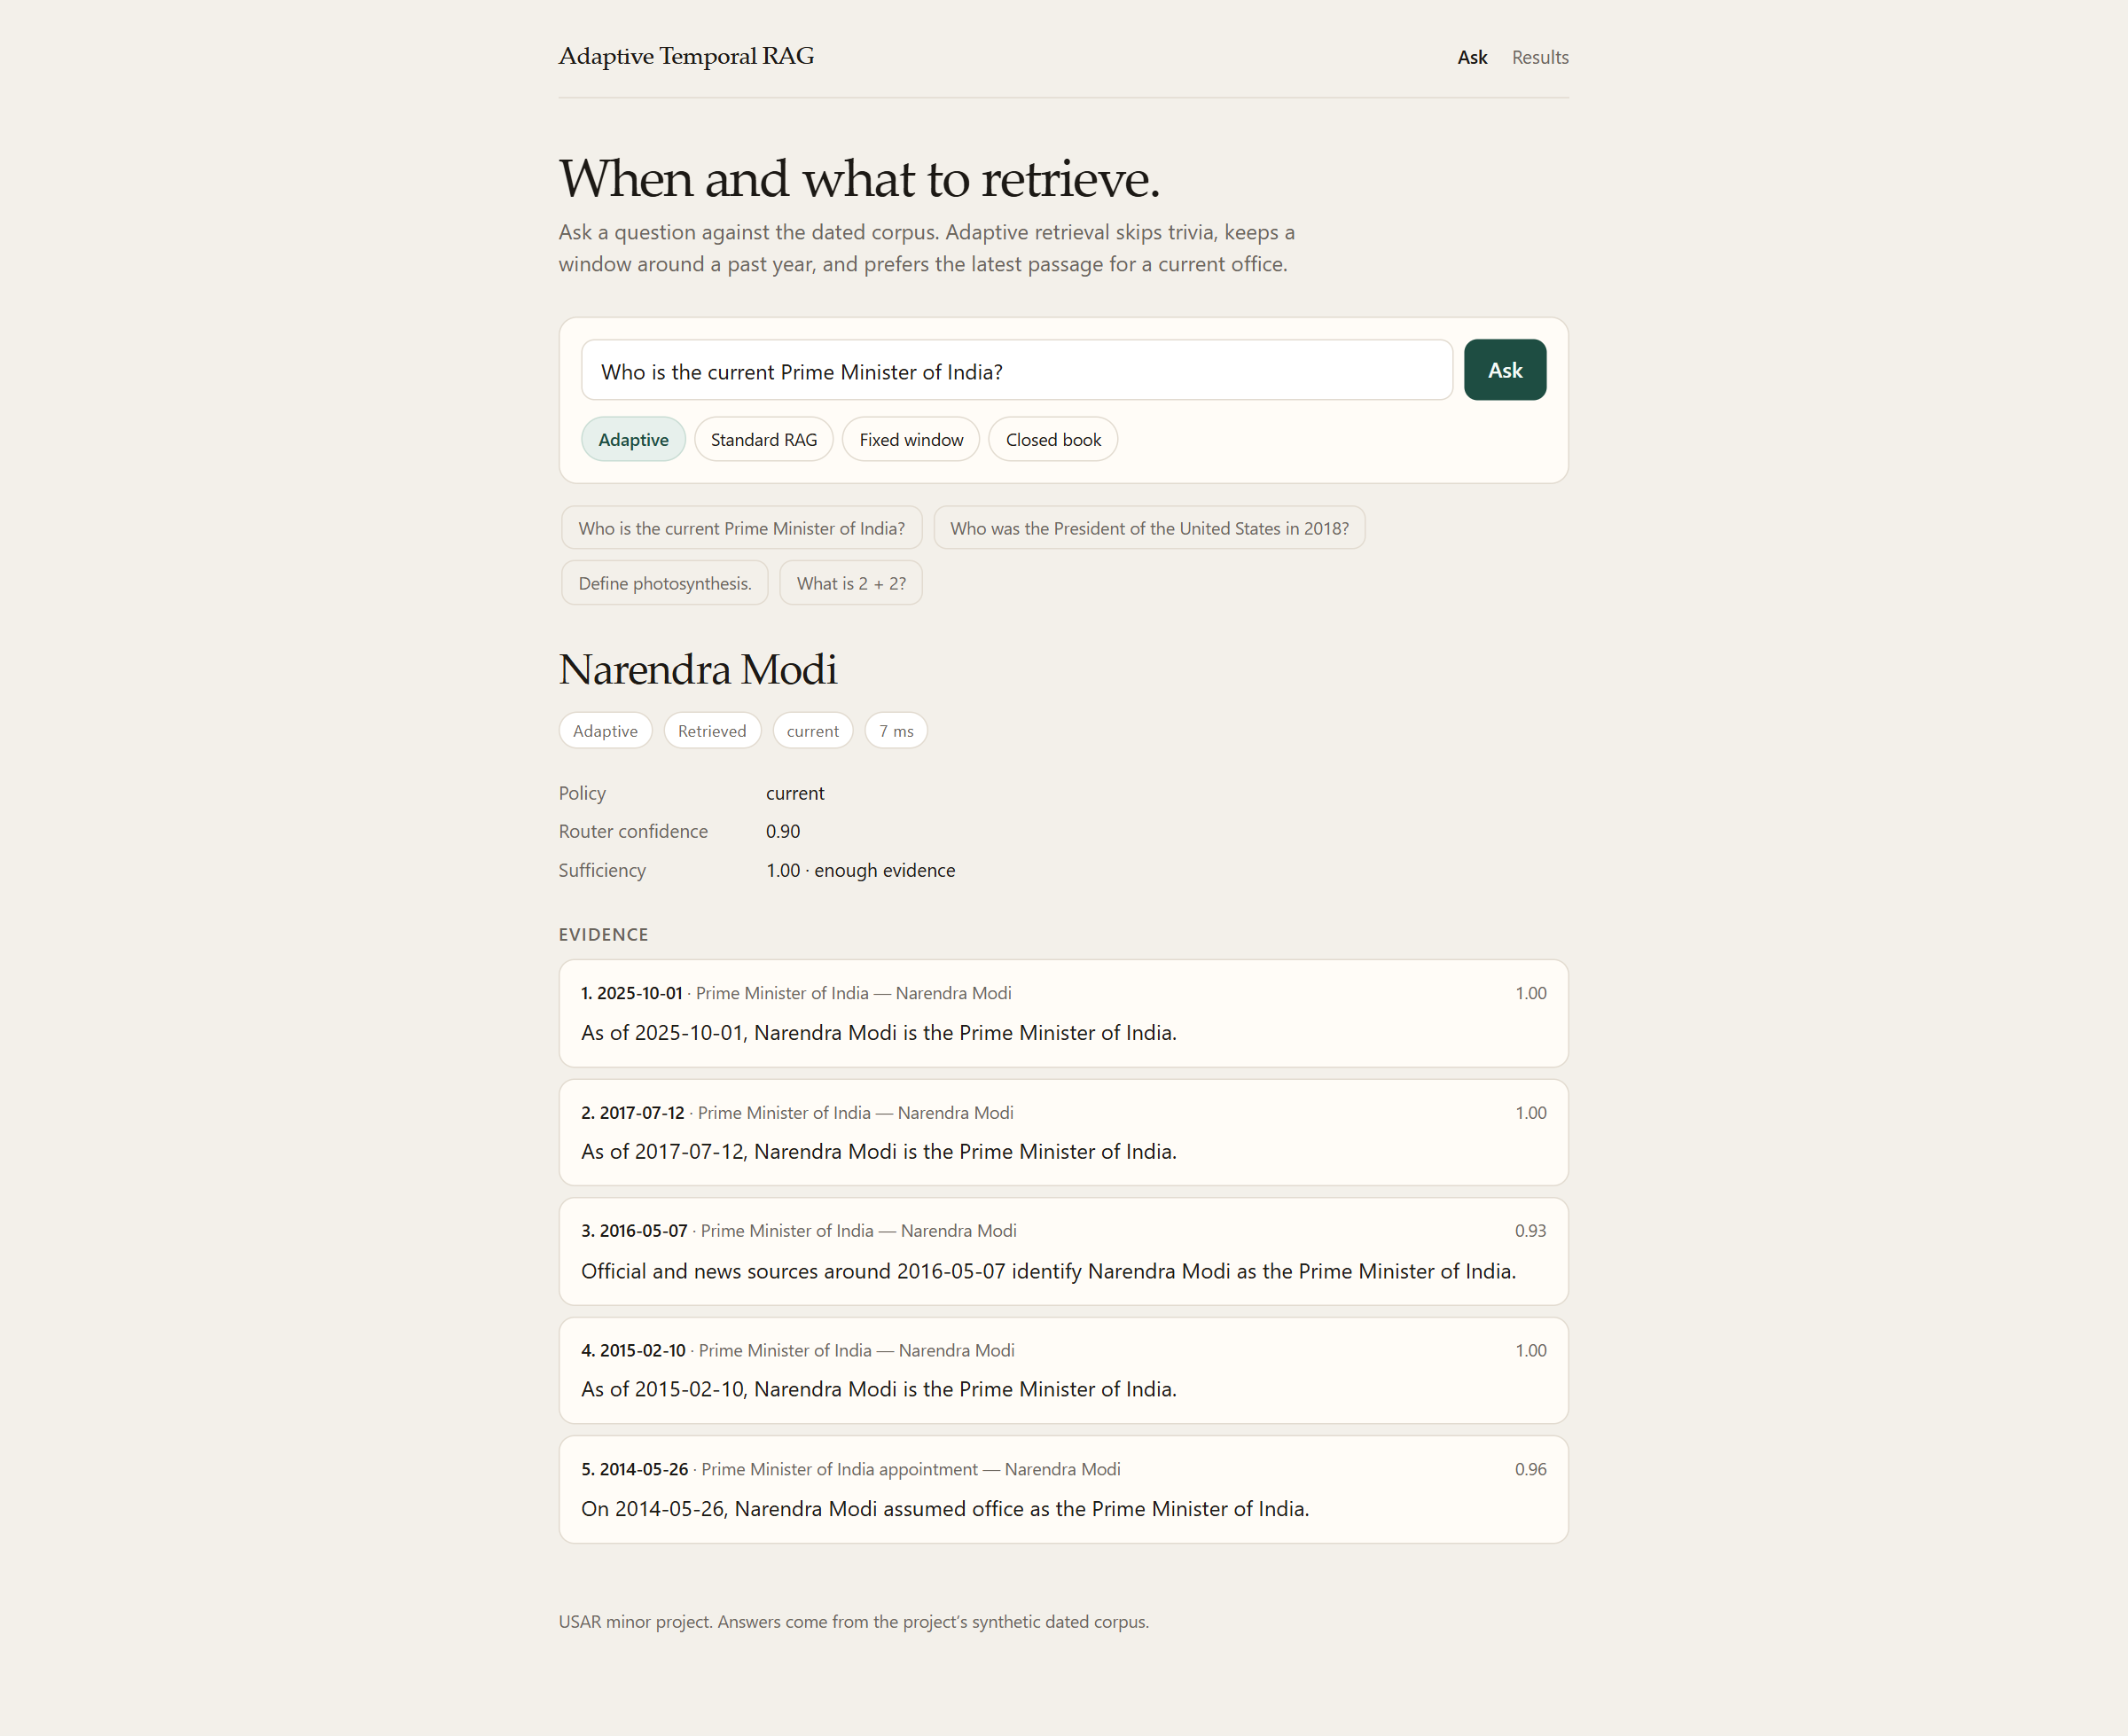 Adaptive Temporal RAG
Ask Results
When and what to retrieve.
Ask a question against the dated corpus. Adaptive retrieval skips trivia, keeps a
window around a past year, and prefers the latest passage for a current office.
Who is the current Prime Minister of India? Ask
Adaptive Standard RAG Fixed window Closed book
Who is the current Prime Minister of India? Who was the President of the United States in 2018?
Define photosynthesis. What is 2 + 2?
Narendra Modi
Adaptive Retrieved current 7 ms
Policy current
Router confidence 0.90
Sufficiency 1.00 · enough evidence
EVIDENCE
1. 2025-10-01 · Prime Minister of India — Narendra Modi 1.00
As of 2025-10-01, Narendra Modi is the Prime Minister of India.
2. 2017-07-12 · Prime Minister of India — Narendra Modi 1.00
As of 2017-07-12, Narendra Modi is the Prime Minister of India.
3. 2016-05-07 · Prime Minister of India — Narendra Modi 0.93
Official and news sources around 2016-05-07 identify Narendra Modi as the Prime Minister of India.
4. 2015-02-10 · Prime Minister of India — Narendra Modi 1.00
As of 2015-02-10, Narendra Modi is the Prime Minister of India.
5. 2014-05-26 · Prime Minister of India appointment — Narendra Modi 0.96
On 2014-05-26, Narendra Modi assumed office as the Prime Minister of India.
USAR minor project. Answers come from the project's synthetic dated corpus.